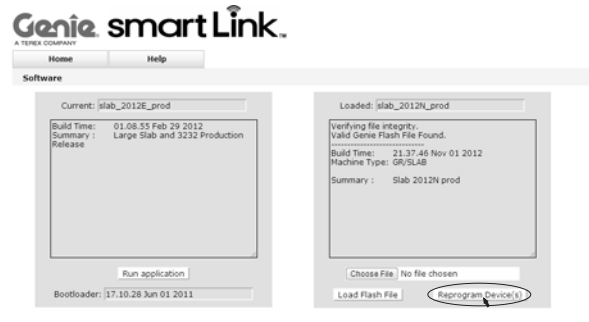 Genie. smartLink™
A TEREX COMPANY
Home Help
Software
Current: slab_2012E_prod
Build Time: 01.08.55 Feb 29 2012
Summary : Large Slab and 3232 Production
Release
Run application
Bootloader: 17.10.28 Jun 01 2011
Loaded: slab_2012N_prod
Verifying file integrity.
Valid Genie Flash File Found.
------------------------
Build Time: 21.37.46 Nov 01 2012
Machine Type: GR/SLAB
Summary : Slab 2012N prod
Choose File No file chosen
Load Flash File Reprogram Device(s)